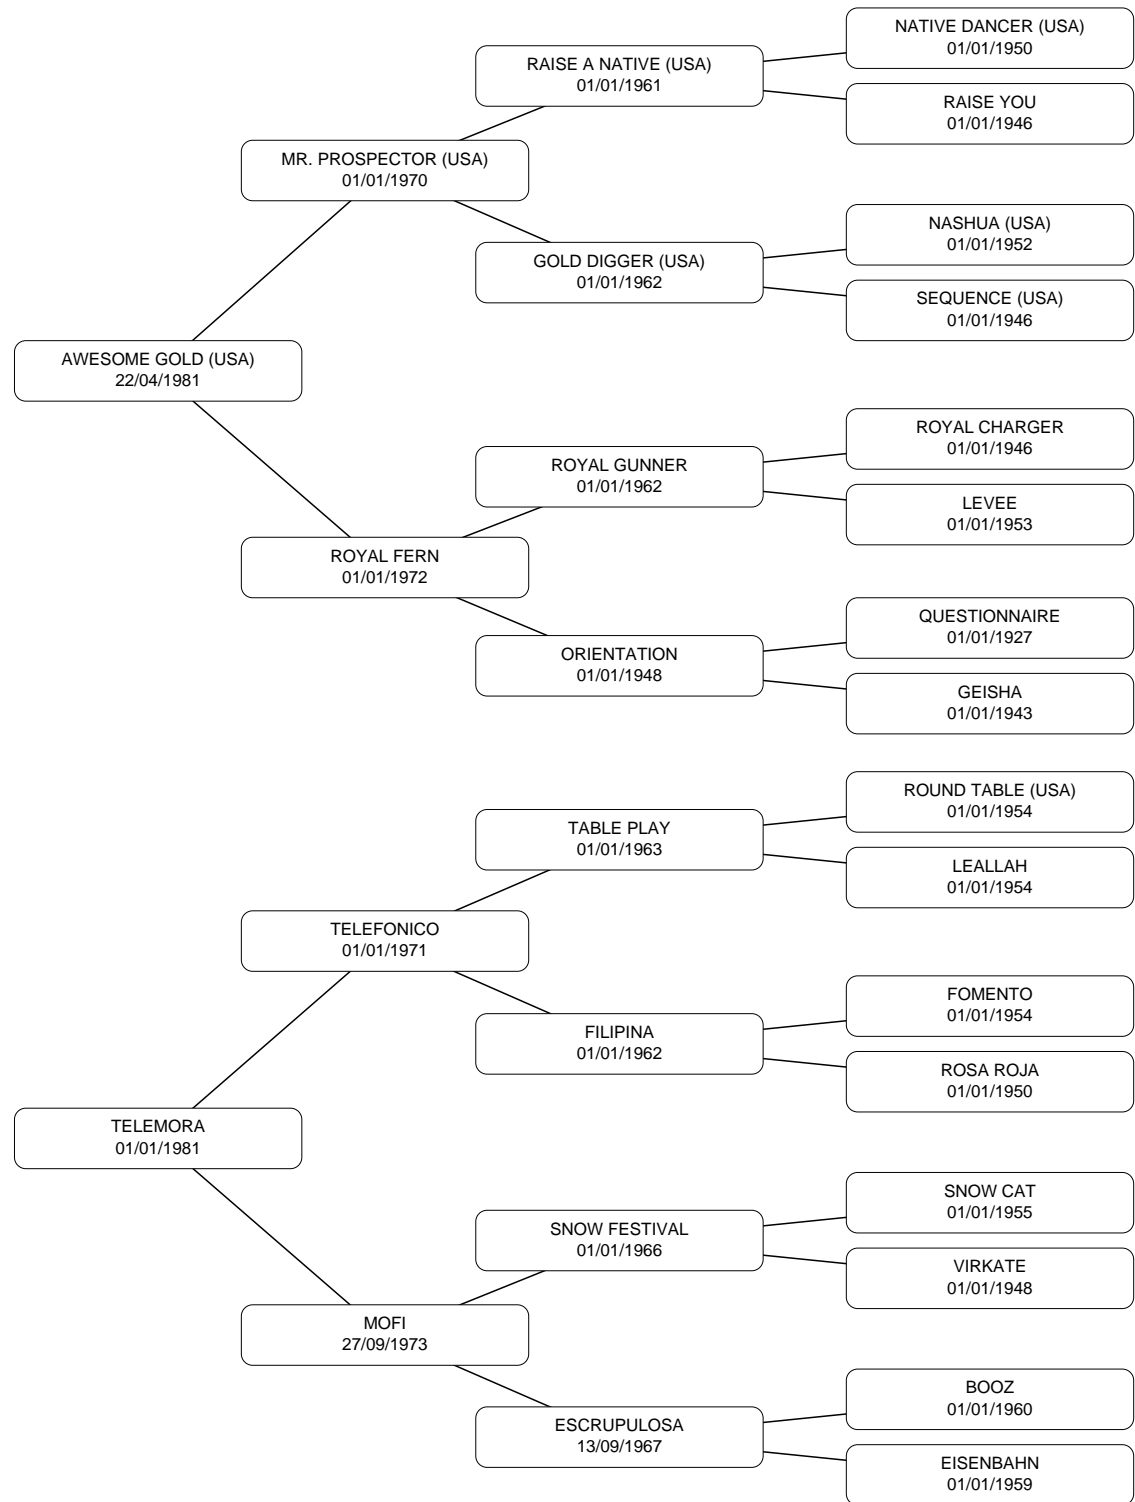 NATIVE DANCER (USA)
01/01/1950
RAISE A NATIVE (USA)
01/01/1961
RAISE YOU
01/01/1946
MR. PROSPECTOR (USA)
01/01/1970
NASHUA (USA)
01/01/1952
GOLD DIGGER (USA)
01/01/1962
SEQUENCE (USA)
01/01/1946
AWESOME GOLD (USA)
22/04/1981
ROYAL CHARGER
01/01/1946
ROYAL GUNNER
01/01/1962
LEVEE
01/01/1953
ROYAL FERN
01/01/1972
QUESTIONNAIRE
01/01/1927
ORIENTATION
01/01/1948
GEISHA
01/01/1943
ROUND TABLE (USA)
01/01/1954
TABLE PLAY
01/01/1963
LEALLAH
01/01/1954
TELEFONICO
01/01/1971
FOMENTO
01/01/1954
FILIPINA
01/01/1962
ROSA ROJA
01/01/1950
TELEMORA
01/01/1981
SNOW CAT
01/01/1955
SNOW FESTIVAL
01/01/1966
VIRKATE
01/01/1948
MOFI
27/09/1973
BOOZ
01/01/1960
ESCRUPULOSA
13/09/1967
EISENBAHN
01/01/1959